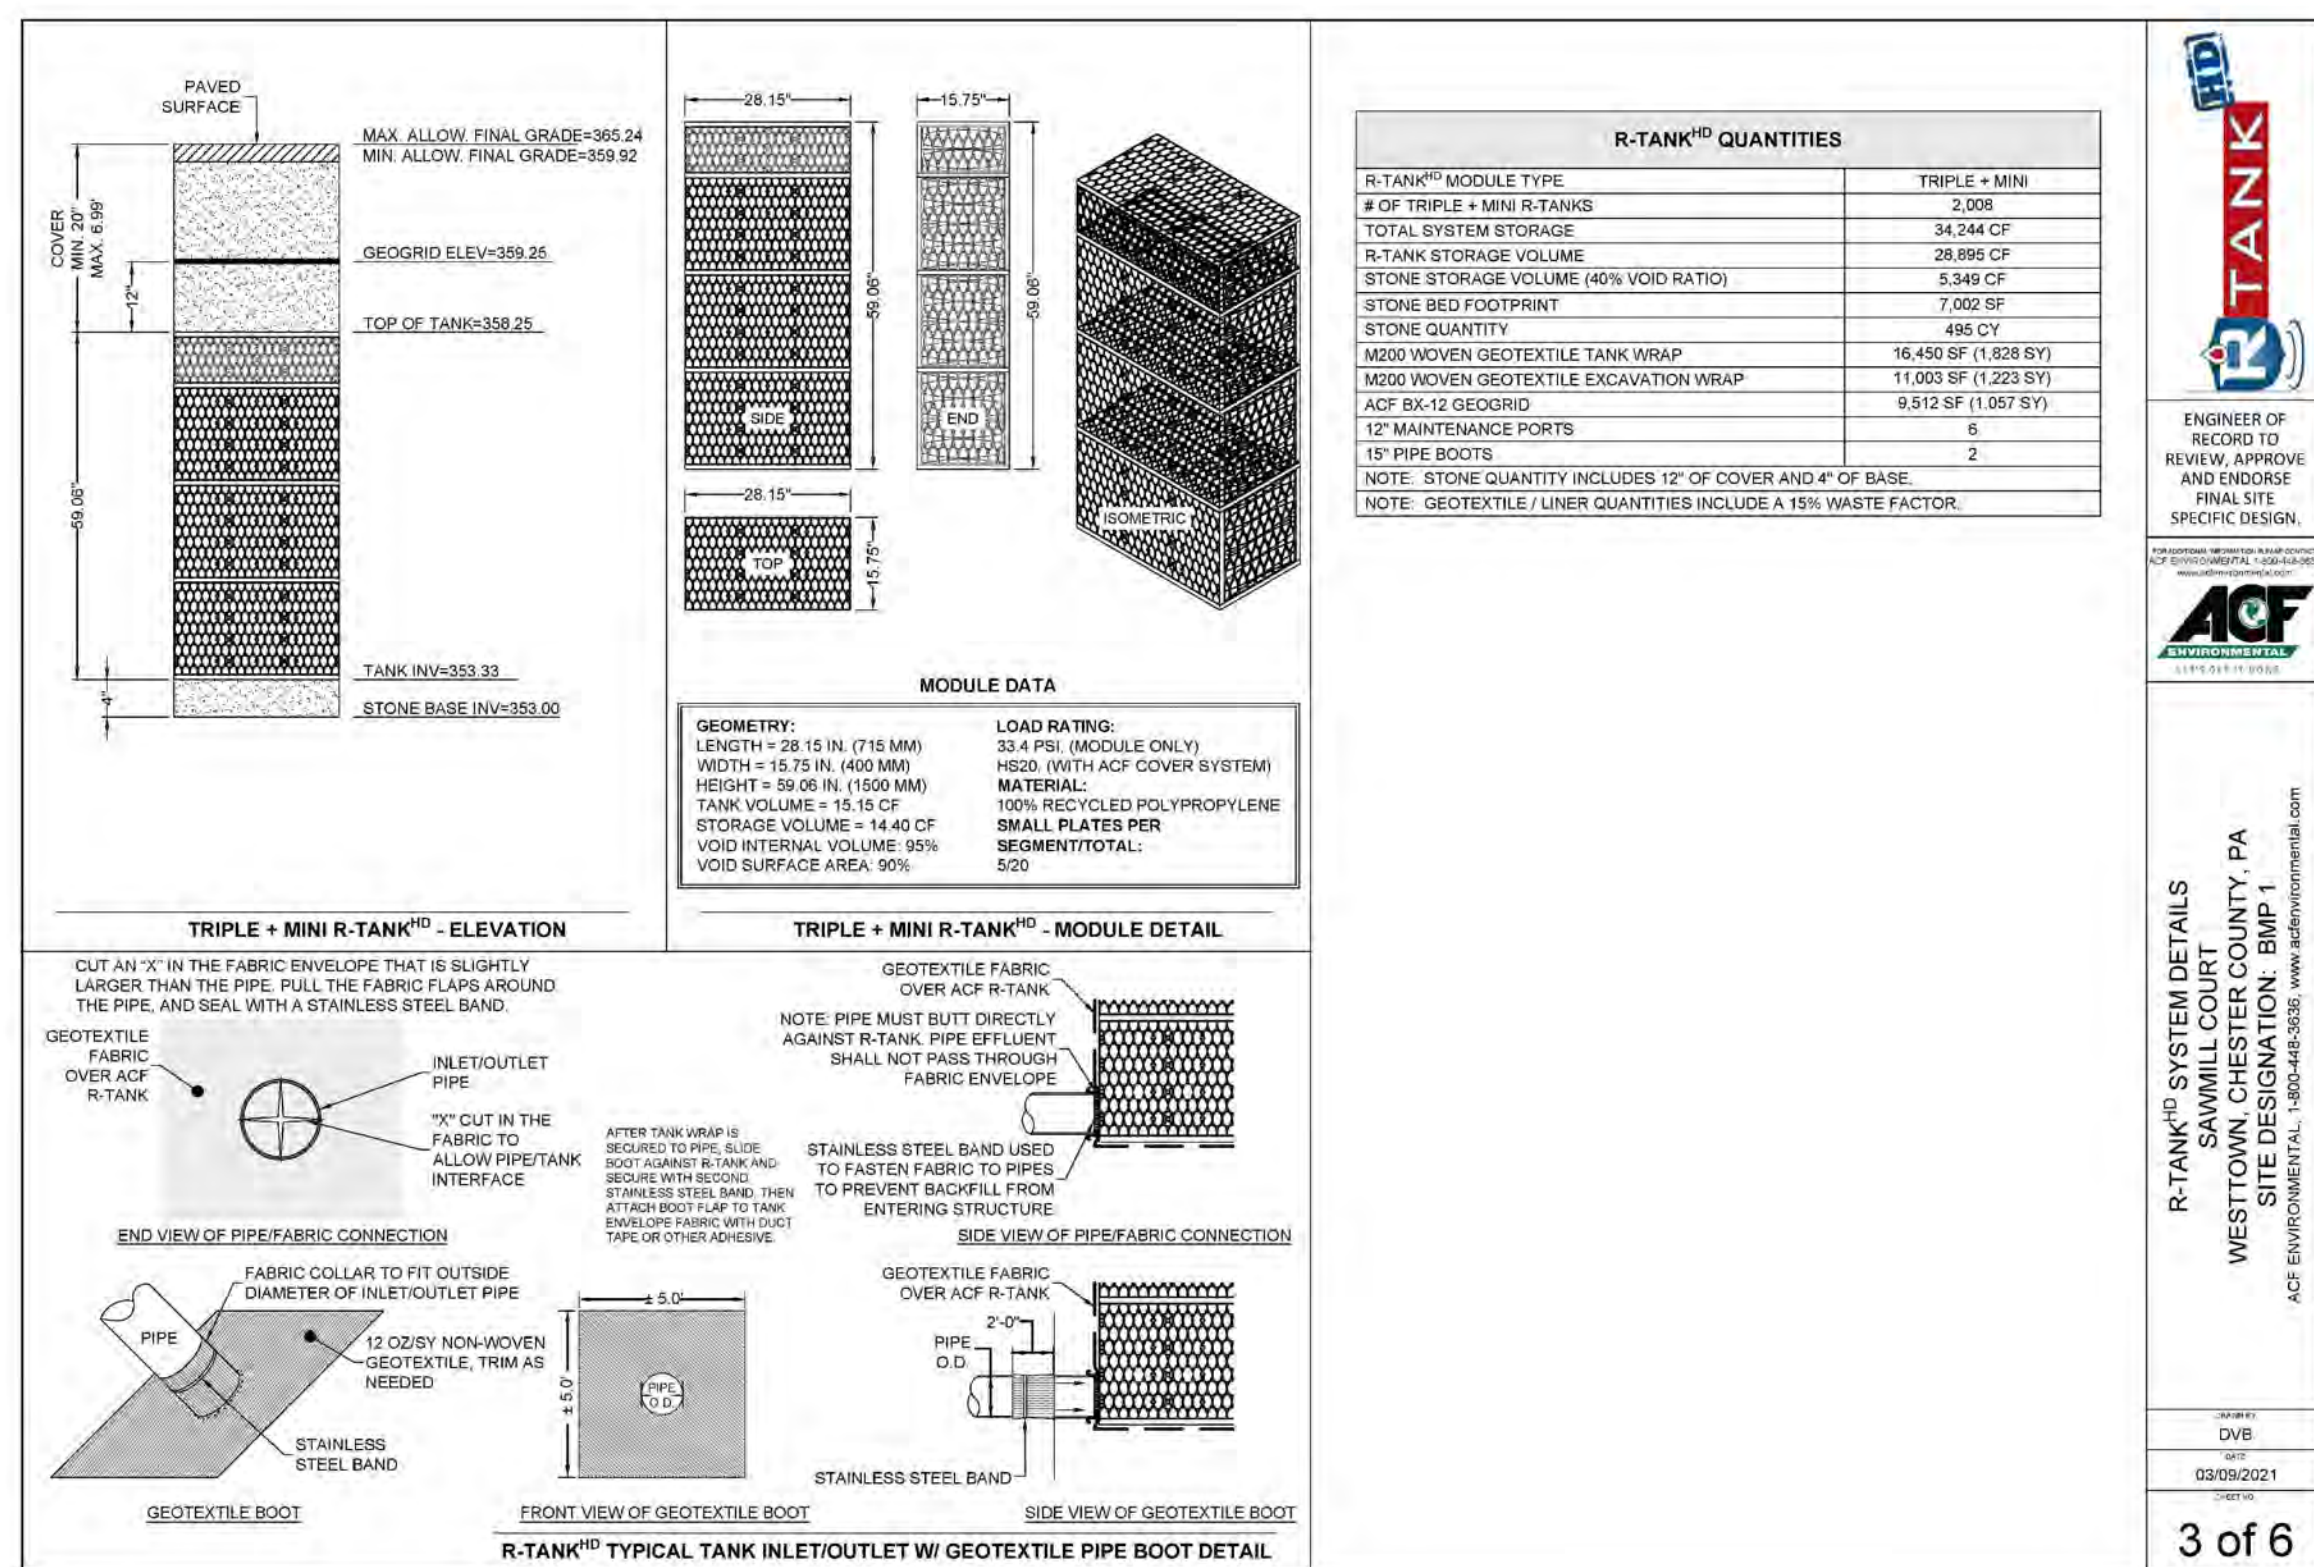 PAVED
SURFACE
MAX. ALLOW. FINAL GRADE=365.24
MIN. ALLOW. FINAL GRADE=359.92
COVER
MIN. 20"
MAX. 6.99'
GEOGRID ELEV=359.25
12"
TOP OF TANK=358.25
59.06"
TANK INV=353.33
4"
STONE BASE INV=353.00
TRIPLE + MINI R-TANKHD - ELEVATION
28.15"
15.75"
59.06"
59.06"
SIDE
END
28.15"
TOP
15.75"
ISOMETRIC
MODULE DATA
GEOMETRY:
LENGTH = 28.15 IN. (715 MM)
WIDTH = 15.75 IN. (400 MM)
HEIGHT = 59.06 IN. (1500 MM)
TANK VOLUME = 15.15 CF
STORAGE VOLUME = 14.40 CF
VOID INTERNAL VOLUME: 95%
VOID SURFACE AREA: 90%
LOAD RATING:
33.4 PSI, (MODULE ONLY)
HS20, (WITH ACF COVER SYSTEM)
MATERIAL:
100% RECYCLED POLYPROPYLENE
SMALL PLATES PER
SEGMENT/TOTAL:
5/20
TRIPLE + MINI R-TANKHD - MODULE DETAIL
R-TANKHD QUANTITIES
R-TANKHD MODULE TYPE TRIPLE + MINI
# OF TRIPLE + MINI R-TANKS 2,008
TOTAL SYSTEM STORAGE 34,244 CF
R-TANK STORAGE VOLUME 28,895 CF
STONE STORAGE VOLUME (40% VOID RATIO) 5,349 CF
STONE BED FOOTPRINT 7,002 SF
STONE QUANTITY 495 CY
M200 WOVEN GEOTEXTILE TANK WRAP 16,450 SF (1,828 SY)
M200 WOVEN GEOTEXTILE EXCAVATION WRAP 11,003 SF (1,223 SY)
ACF BX-12 GEOGRID 9,512 SF (1,057 SY)
12" MAINTENANCE PORTS 6
15" PIPE BOOTS 2
NOTE: STONE QUANTITY INCLUDES 12" OF COVER AND 4" OF BASE.
NOTE: GEOTEXTILE / LINER QUANTITIES INCLUDE A 15% WASTE FACTOR.
CUT AN "X" IN THE FABRIC ENVELOPE THAT IS SLIGHTLY
LARGER THAN THE PIPE. PULL THE FABRIC FLAPS AROUND
THE PIPE, AND SEAL WITH A STAINLESS STEEL BAND.
GEOTEXTILE
FABRIC
OVER ACF
R-TANK
INLET/OUTLET
PIPE
"X" CUT IN THE
FABRIC TO
ALLOW PIPE/TANK
INTERFACE
END VIEW OF PIPE/FABRIC CONNECTION
AFTER TANK WRAP IS
SECURED TO PIPE, SLIDE
BOOT AGAINST R-TANK AND
SECURE WITH SECOND
STAINLESS STEEL BAND. THEN
ATTACH BOOT FLAP TO TANK
ENVELOPE FABRIC WITH DUCT
TAPE OR OTHER ADHESIVE.
GEOTEXTILE FABRIC
OVER ACF R-TANK
NOTE: PIPE MUST BUTT DIRECTLY
AGAINST R-TANK. PIPE EFFLUENT
SHALL NOT PASS THROUGH
FABRIC ENVELOPE
STAINLESS STEEL BAND USED
TO FASTEN FABRIC TO PIPES
TO PREVENT BACKFILL FROM
ENTERING STRUCTURE
SIDE VIEW OF PIPE/FABRIC CONNECTION
FABRIC COLLAR TO FIT OUTSIDE
DIAMETER OF INLET/OUTLET PIPE
PIPE
12 OZ/SY NON-WOVEN
GEOTEXTILE, TRIM AS
NEEDED
STAINLESS
STEEL BAND
GEOTEXTILE BOOT
± 5.0'
± 5.0'
PIPE
O.D.
FRONT VIEW OF GEOTEXTILE BOOT
GEOTEXTILE FABRIC
OVER ACF R-TANK
2'-0"
PIPE
O.D.
STAINLESS STEEL BAND
SIDE VIEW OF GEOTEXTILE BOOT
R-TANKHD TYPICAL TANK INLET/OUTLET W/ GEOTEXTILE PIPE BOOT DETAIL
R TANK HD
ENGINEER OF
RECORD TO
REVIEW, APPROVE
AND ENDORSE
FINAL SITE
SPECIFIC DESIGN.
FOR ADDITIONAL INFORMATION PLEASE CONTACT
ACF ENVIRONMENTAL
www.acfenvironmental.com
ACF
ENVIRONMENTAL
R-TANKHD SYSTEM DETAILS
SAWMILL COURT
WESTTOWN, CHESTER COUNTY, PA
SITE DESIGNATION: BMP 1
ACF ENVIRONMENTAL, 1-800-448-3636, www.acfenvironmental.com
DRAWN BY
DVB
DATE
03/09/2021
SHEET NO.
3 of 6